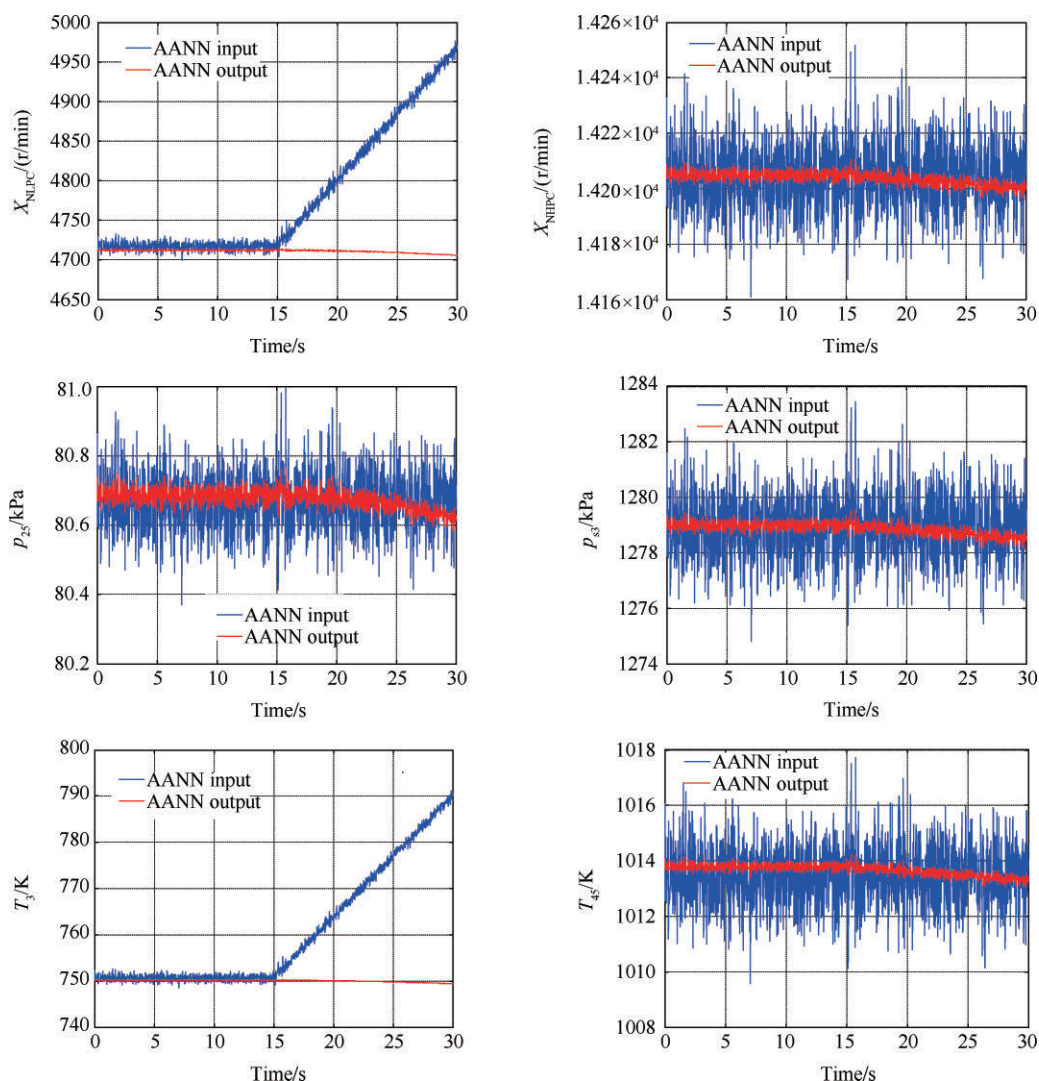 5000
4950
4900
4850
4800
4750
4700
4650
X_NLPC/(r/min)
AANN input
AANN output
0 5 10 15 20 25 30
Time/s
1.426×10⁴
1.424×10⁴
1.422×10⁴
1.420×10⁴
1.418×10⁴
1.416×10⁴
X_NHPC/(r/min)
AANN input
AANN output
0 5 10 15 20 25 30
Time/s
81.0
80.8
80.6
80.4
80.2
p_25/kPa
AANN input
AANN output
0 5 10 15 20 25 30
Time/s
1284
1282
1280
1278
1276
1274
p_s3/kPa
AANN input
AANN output
0 5 10 15 20 25 30
Time/s
800
790
780
770
760
750
740
T_3/K
AANN input
AANN output
0 5 10 15 20 25 30
Time/s
1018
1016
1014
1012
1010
1008
T_45/K
AANN input
AANN output
0 5 10 15 20 25 30
Time/s